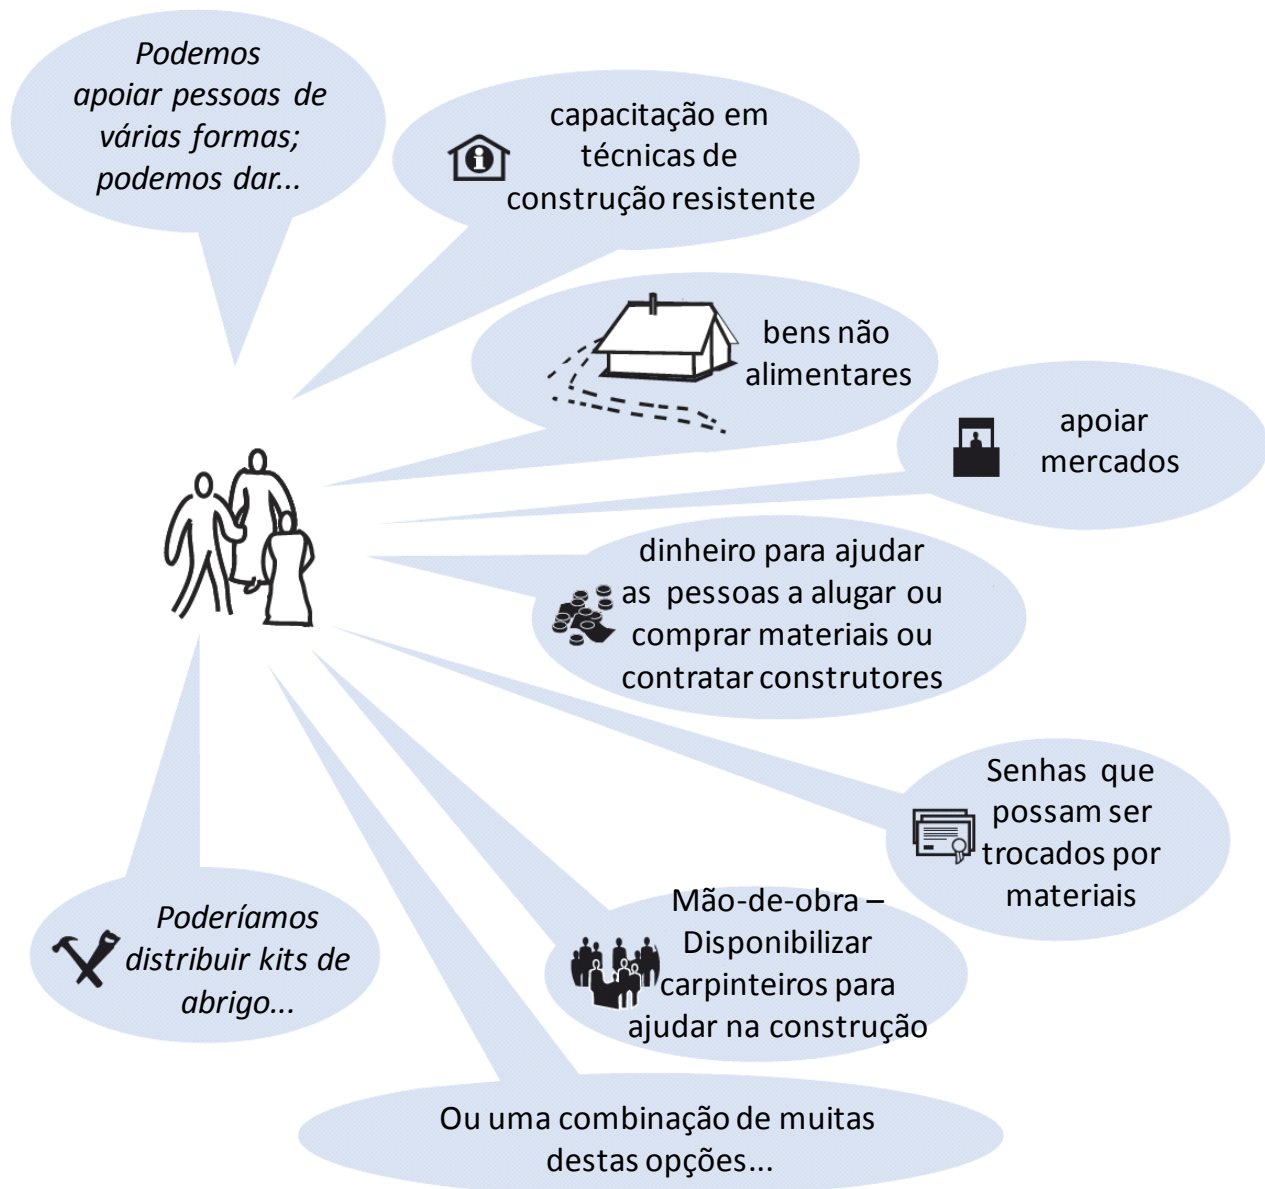 Podemos
apoiar pessoas de
várias formas;
podemos dar...
capacitação em
técnicas de
construção resistente
bens não
alimentares
apoiar
mercados
dinheiro para ajudar
as pessoas a alugar ou
comprar materiais ou
contratar construtores
Senhas que
possam ser
trocados por
materiais
Mão-de-obra –
Disponibilizar
carpinteiros para
ajudar na construção
Poderíamos
distribuir kits de
abrigo...
Ou uma combinação de muitas
destas opções...